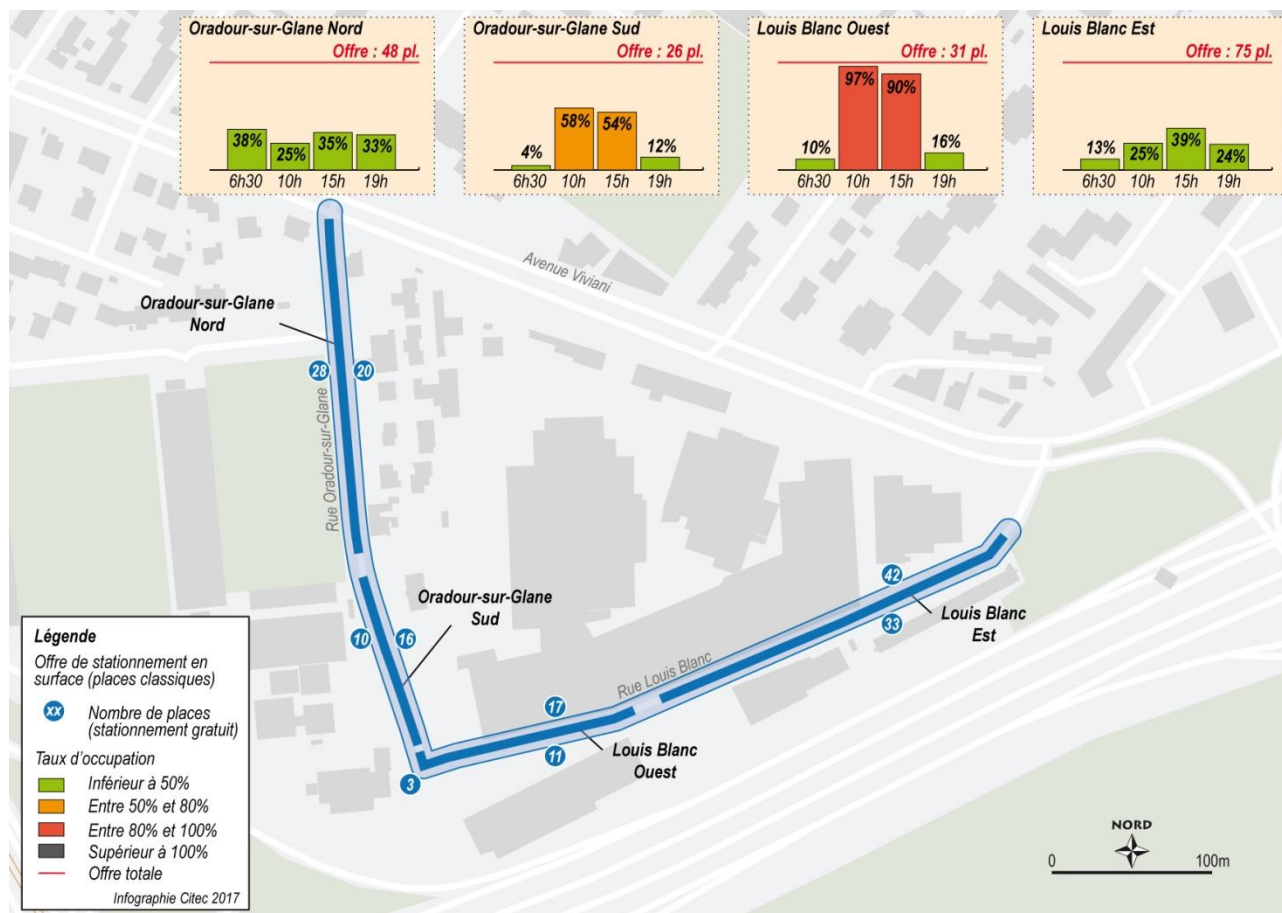 Oradour-sur-Glane Nord
Offre : 48 pl.
38%
25%
35%
33%
6h30 10h 15h 19h
Oradour-sur-Glane Sud
Offre : 26 pl.
4%
58%
54%
12%
6h30 10h 15h 19h
Louis Blanc Ouest
Offre : 31 pl.
10%
97%
90%
16%
6h30 10h 15h 19h
Louis Blanc Est
Offre : 75 pl.
13%
25%
39%
24%
6h30 10h 15h 19h
Avenue Viviani
Oradour-sur-Glane
Nord
28
20
Rue Oradour-sur-Glane
Oradour-sur-Glane
Sud
10
16
42
33
Louis Blanc
Est
Rue Louis Blanc
17
11
Louis Blanc
Ouest
3
Légende
Offre de stationnement en
surface (places classiques)
xx
Nombre de places
(stationnement gratuit)
Taux d'occupation
Inférieur à 50%
Entre 50% et 80%
Entre 80% et 100%
Supérieur à 100%
Offre totale
Infographie Citec 2017
NORD
0 100m